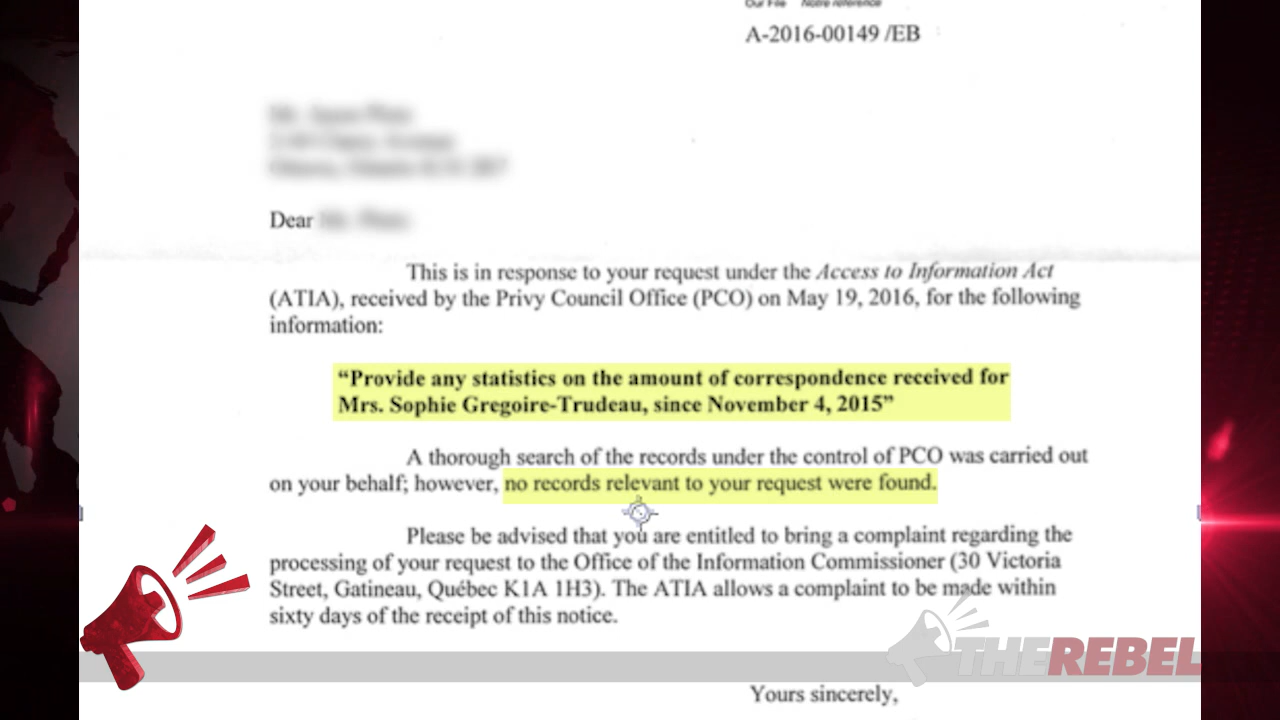 Our File Notre référence
A-2016-00149 /EB
Dear
This is in response to your request under the Access to Information Act
(ATIA), received by the Privy Council Office (PCO) on May 19, 2016, for the following
information:
“Provide any statistics on the amount of correspondence received for
Mrs. Sophie Gregoire-Trudeau, since November 4, 2015”
A thorough search of the records under the control of PCO was carried out
on your behalf; however, no records relevant to your request were found.
Please be advised that you are entitled to bring a complaint regarding the
processing of your request to the Office of the Information Commissioner (30 Victoria
Street, Gatineau, Québec K1A 1H3). The ATIA allows a complaint to be made within
sixty days of the receipt of this notice.
THEREBEL
Yours sincerely,